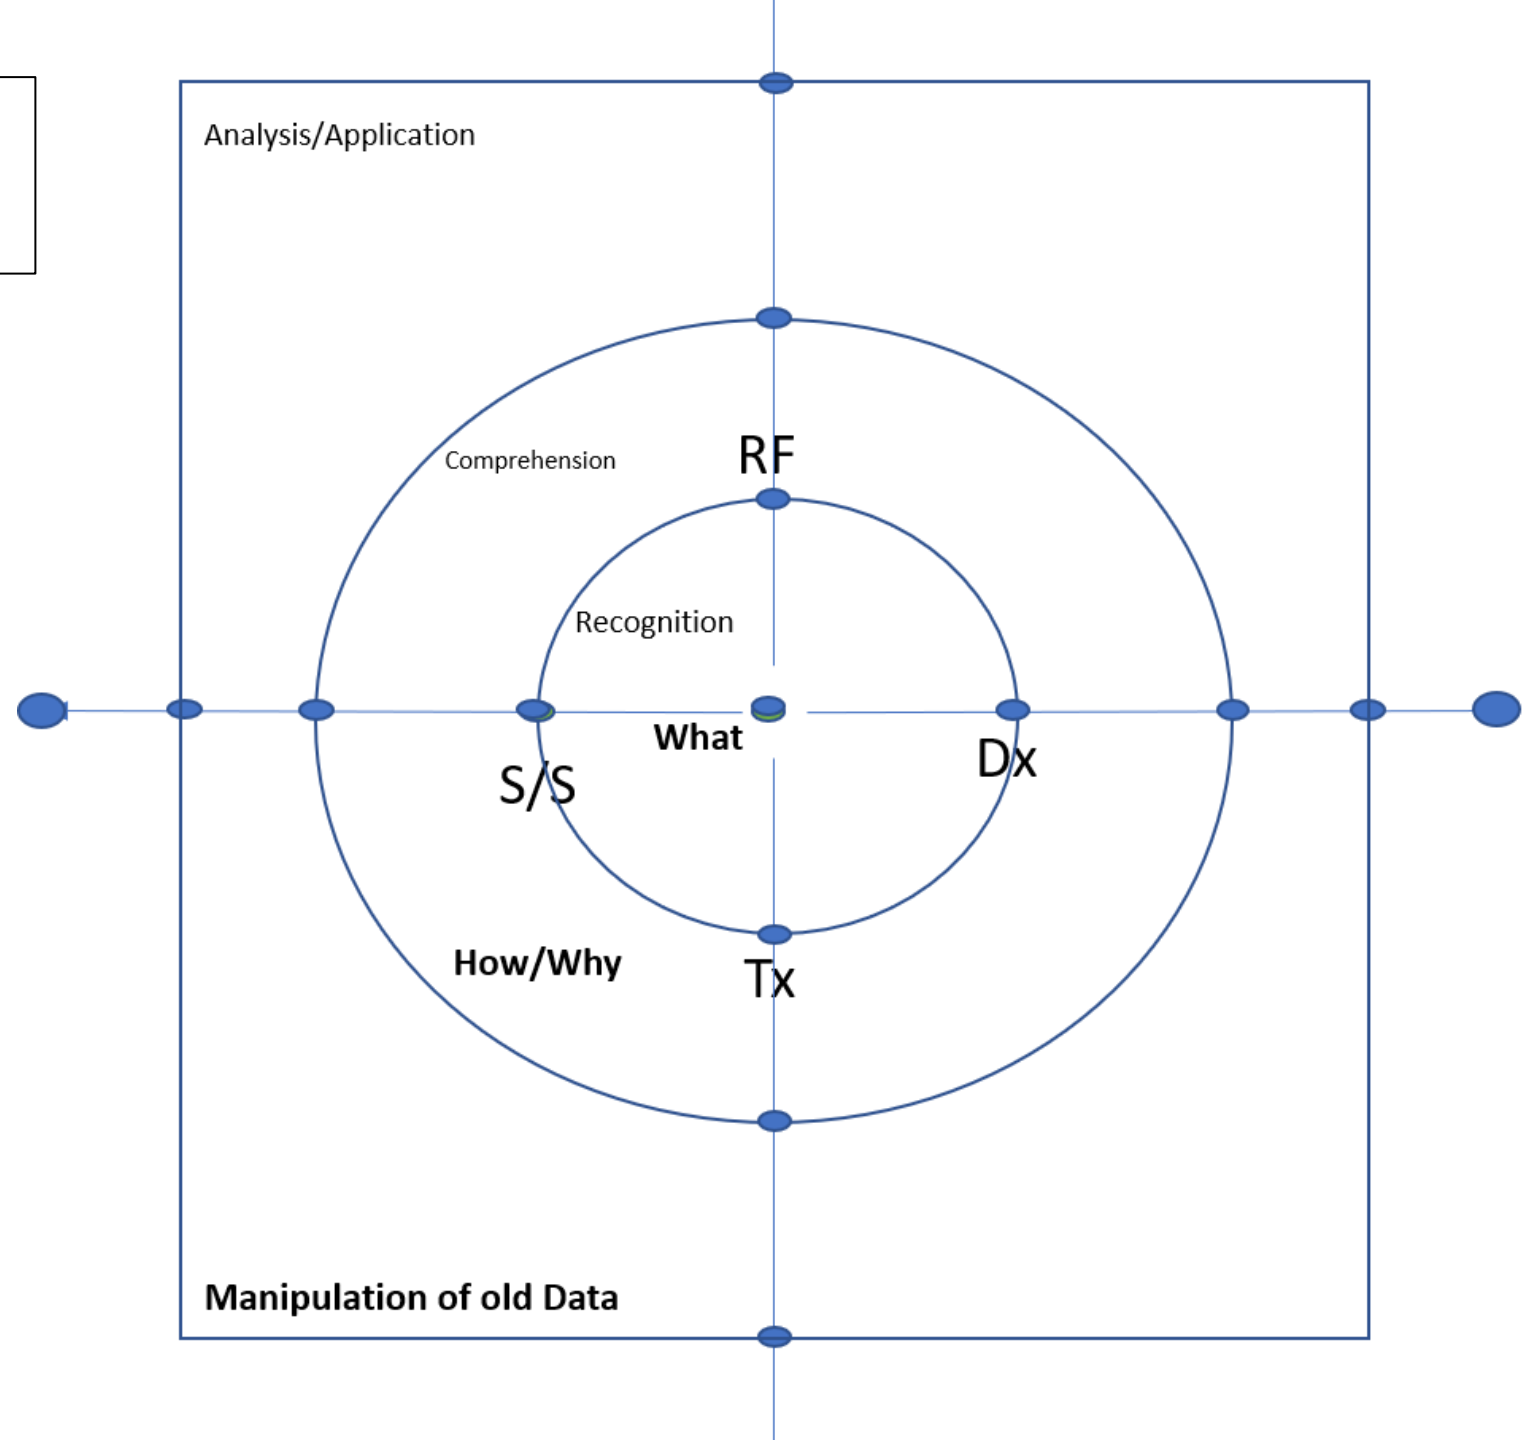 Analysis/Application
Comprehension
RF
Recognition
What
Dx
S/S
How/Why
Tx
Manipulation of old Data